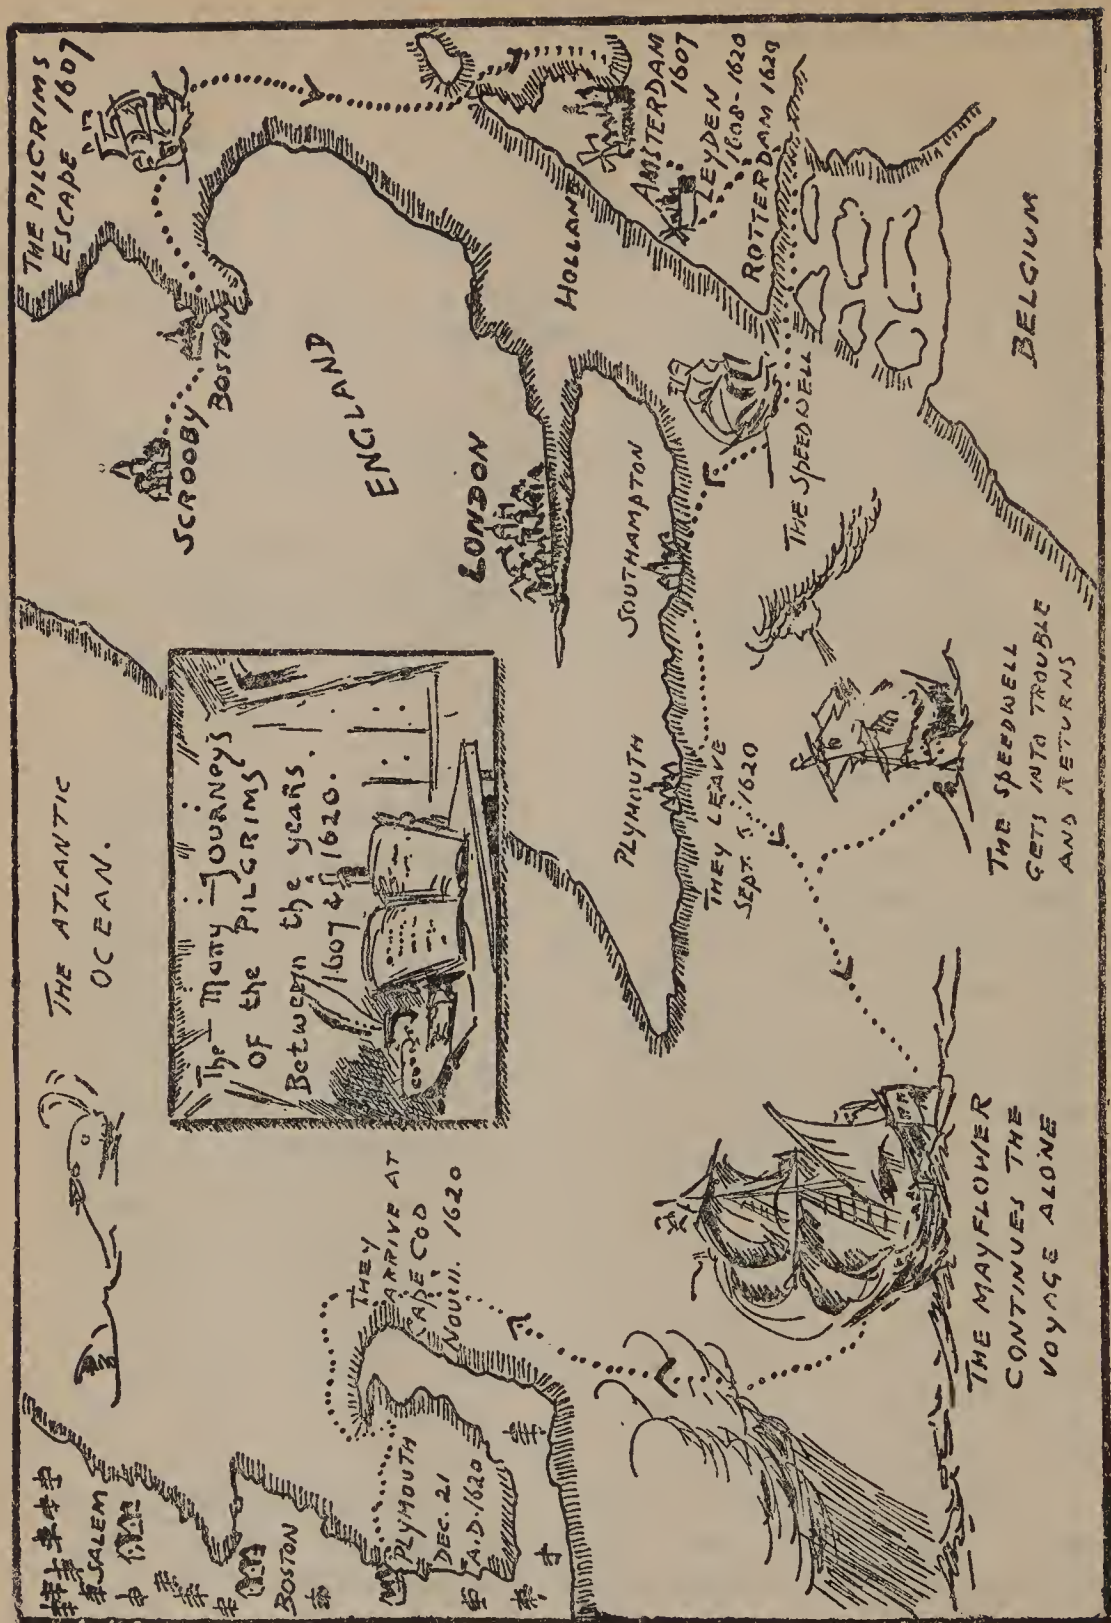 SALEM
BOSTON
PLYMOUTH
DEC. 21
A.D. 1620
THEY
ARRIVE AT
CAPE COD
NOV. 11. 1620
THE ATLANTIC
OCEAN.
The Many JOURNEYS
OF the PILGRIMS
Between the years
1607 & 1620.
THE PILGRIMS
ESCAPE 1607
SCROOBY
BOSTON
ENGLAND
LONDON
SOUTHAMPTON
PLYMOUTH
THEY LEAVE
SEPT. 1620
HOLLAND
AMSTERDAM
1607
LEYDEN
1608-1620
ROTTERDAM 1620
THE SPEEDWELL
BELGIUM
THE SPEEDWELL
GETS INTO TROUBLE
AND RETURNS
THE MAYFLOWER
CONTINUES THE
VOYAGE ALONE